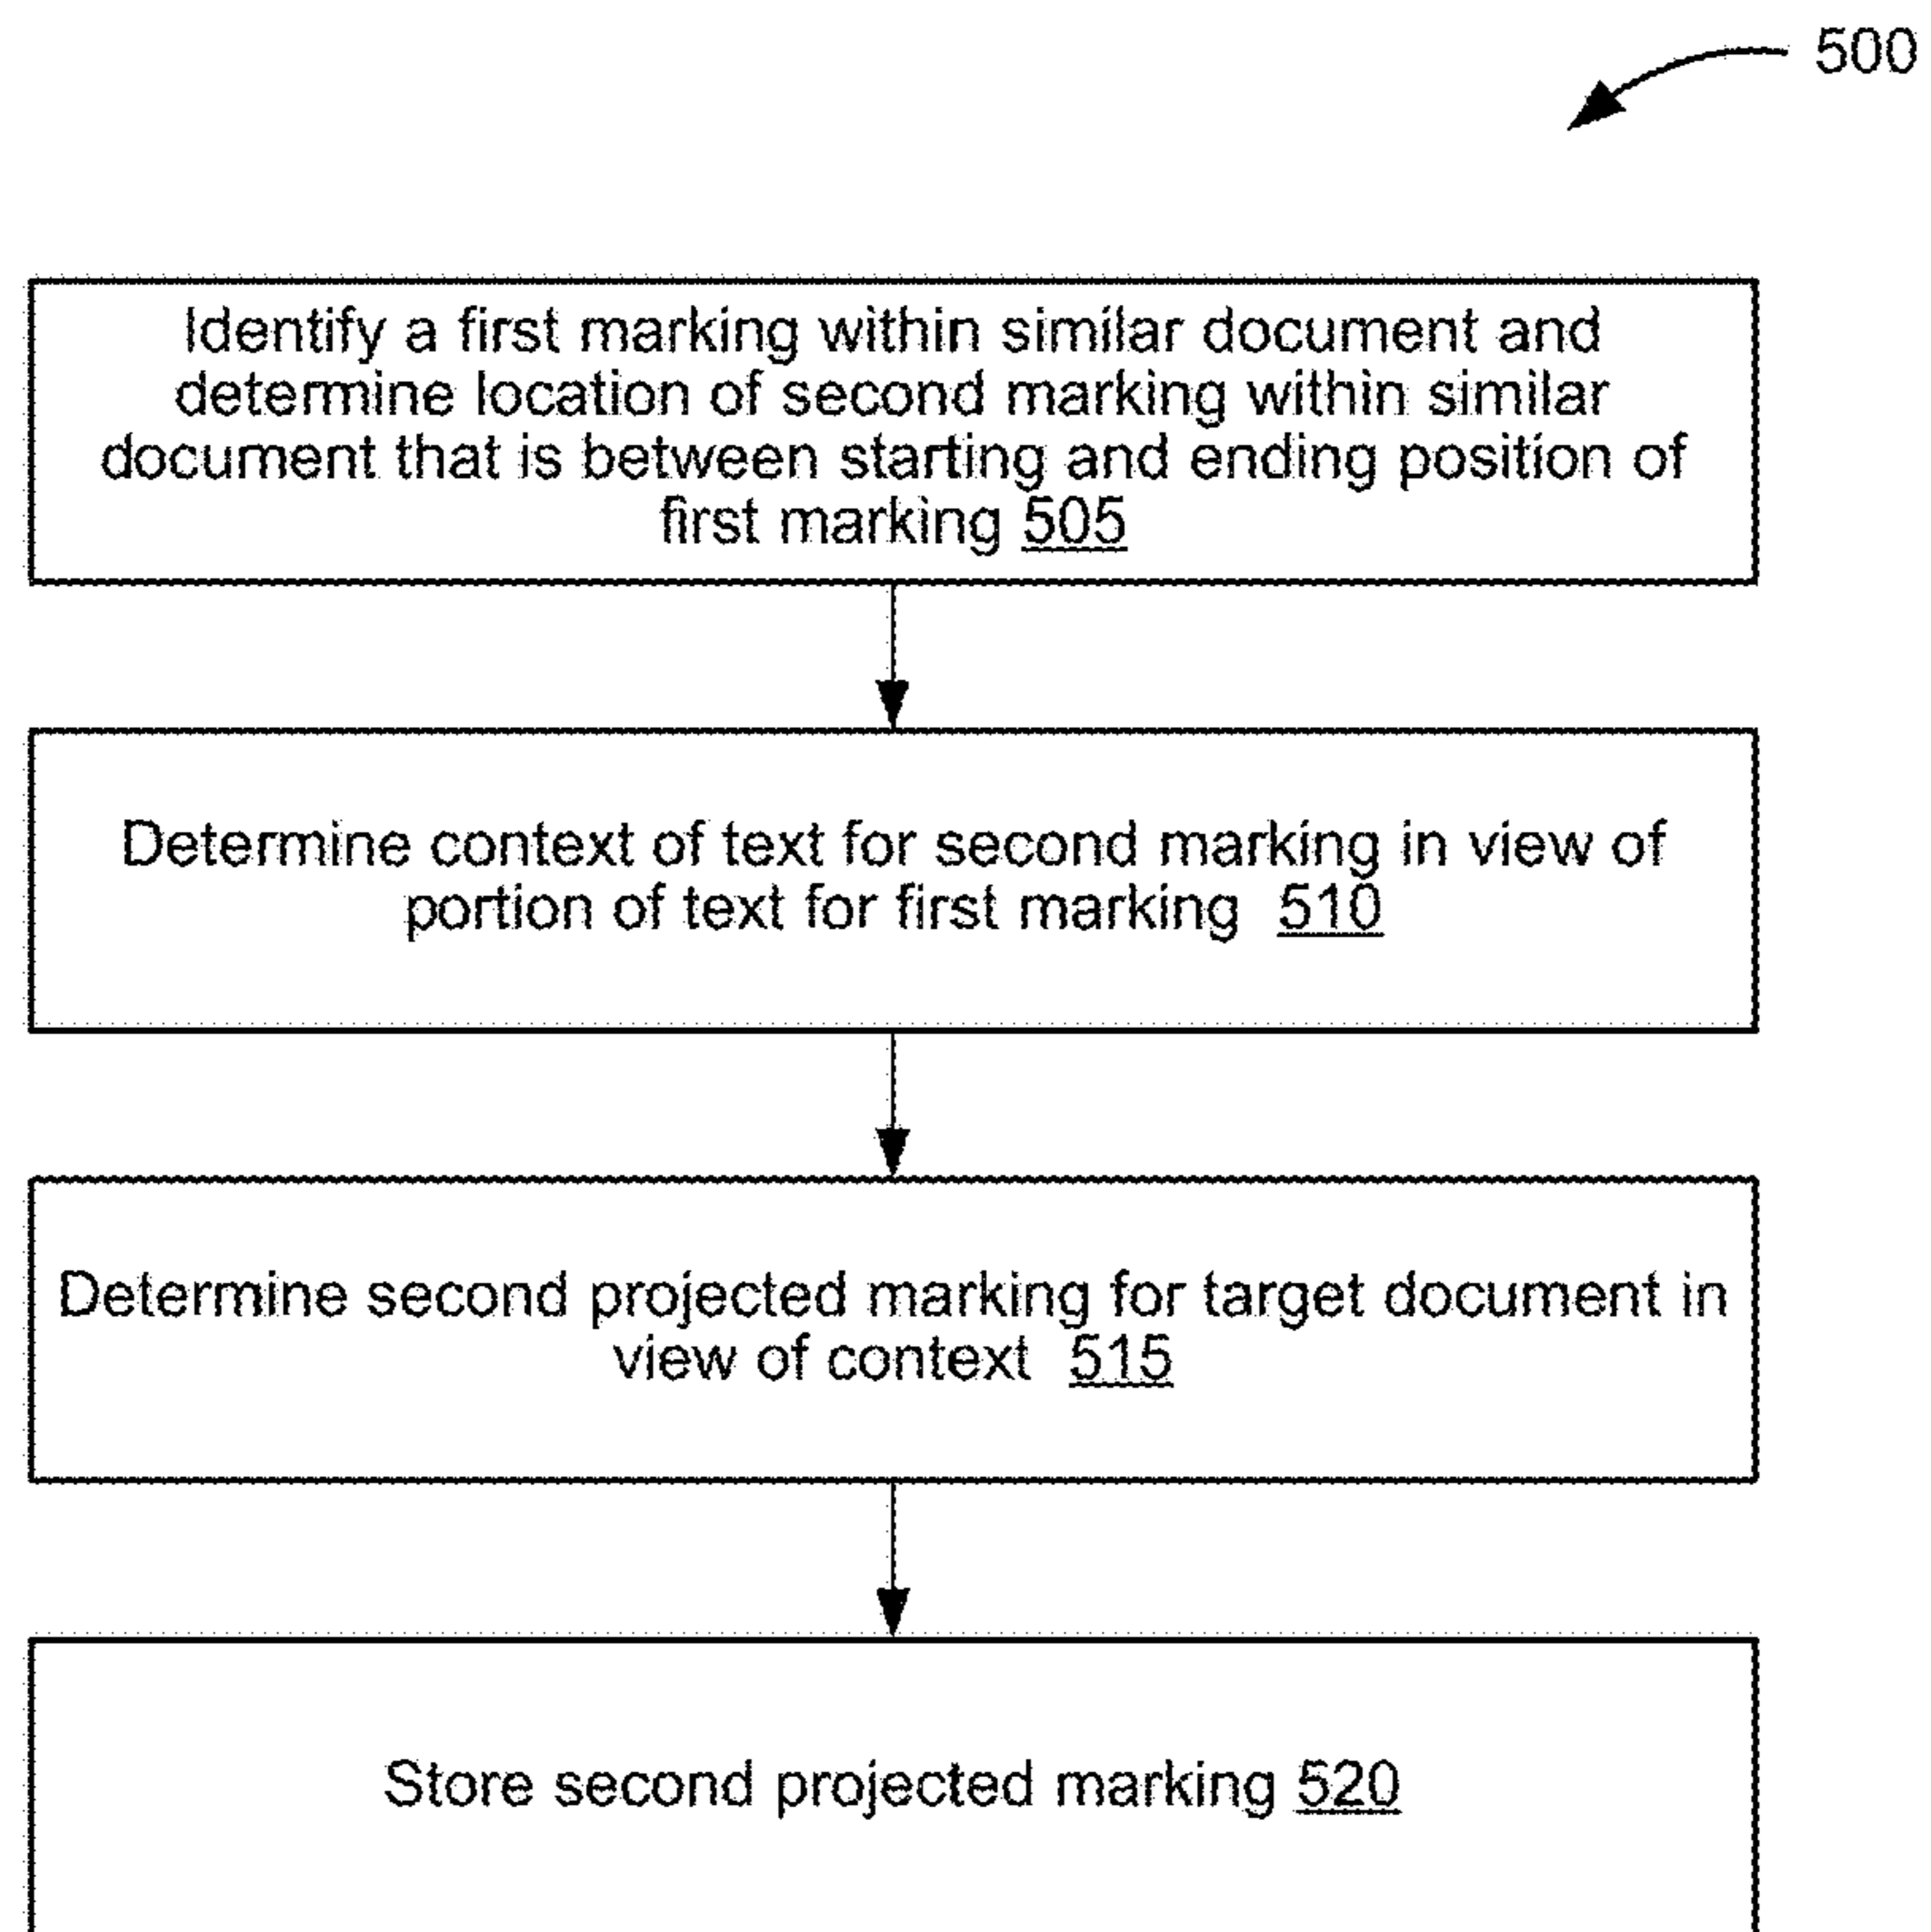 500
Identify a first marking within similar document and
determine location of second marking within similar
document that is between starting and ending position of
first marking 505
Determine context of text for second marking in view of
portion of text for first marking 510
Determine second projected marking for target document in
view of context 515
Store second projected marking 520